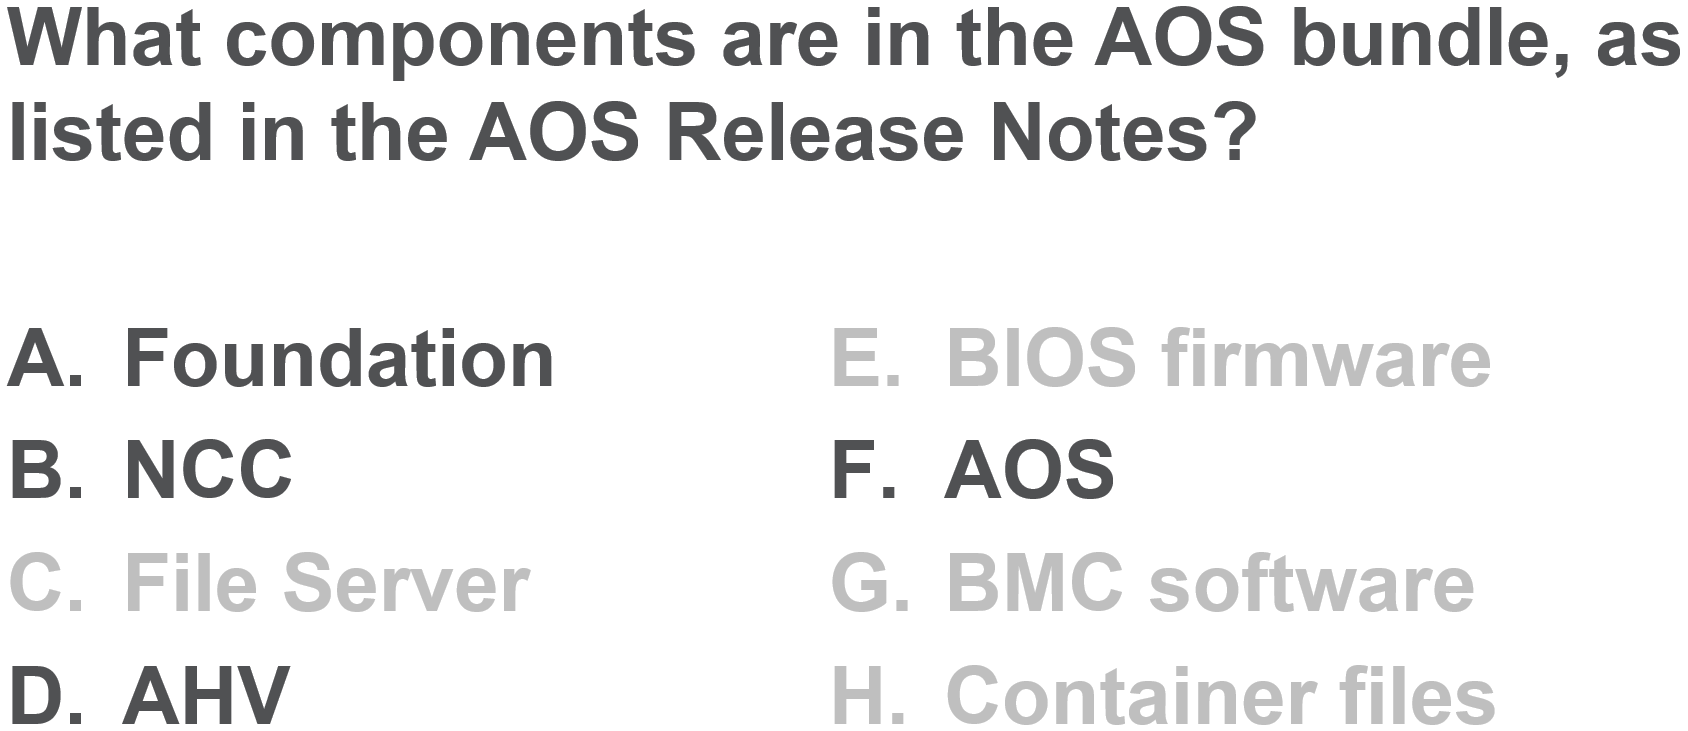 What components are in the AOS bundle, as
listed in the AOS Release Notes?
A. Foundation
B. NCC
C. File Server
D. AHV
E. BIOS firmware
F. AOS
G. BMC software
H. Container files